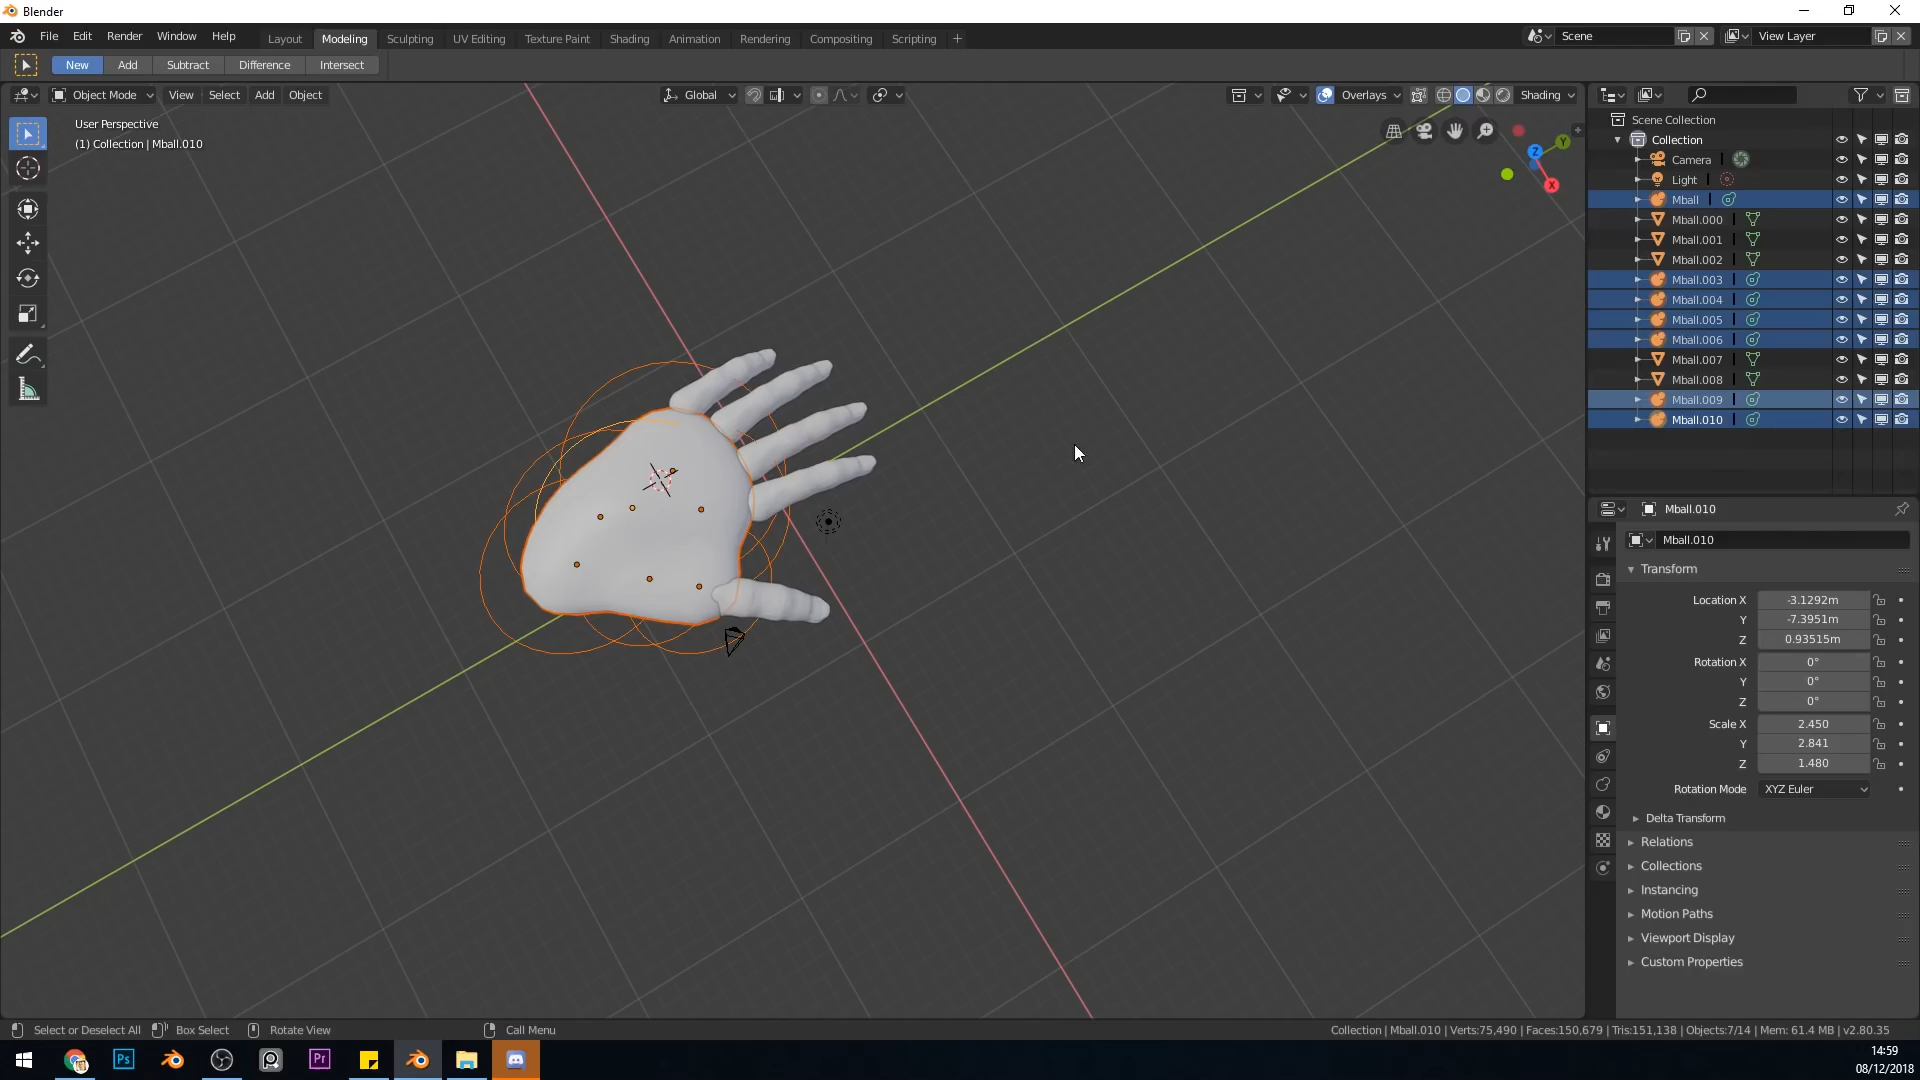 Blender
File Edit Render Window Help Layout Modeling Sculpting UV Editing Texture Paint Shading Animation Rendering Compositing Scripting Scene View Layer
New Add Subtract Difference Intersect
Object Mode View Select Add Object Global Overlays Shading
User Perspective
(1) Collection | Mball.010
Y
Z
X
Scene Collection
Collection
Camera
Light
Mball
Mball.000
Mball.001
Mball.002
Mball.003
Mball.004
Mball.005
Mball.006
Mball.007
Mball.008
Mball.009
Mball.010
Mball.010
Mball.010
Transform
Location X -3.1292m
Y -7.3951m
Z 0.93515m
Rotation X 0°
Y 0°
Z 0°
Scale X 2.450
Y 2.841
Z 1.480
Rotation Mode XYZ Euler
Delta Transform
Relations
Collections
Instancing
Motion Paths
Viewport Display
Custom Properties
Select or Deselect All Box Select Rotate View Call Menu Collection | Mball.010 | Verts:75,490 | Faces:150,679 | Tris:151,138 | Objects:7/14 | Mem: 61.4 MB | v2.80.35
Ps Pr
14:59
08/12/2018